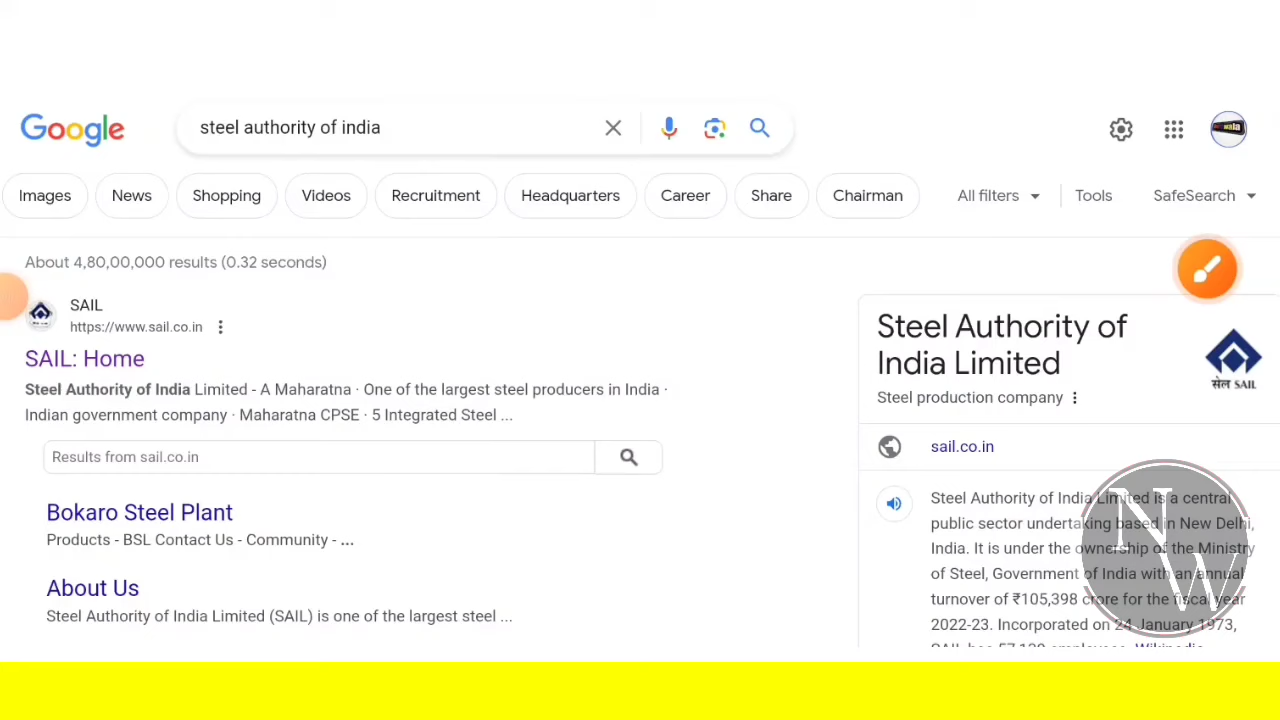 Google
steel authority of india
wala
Images
News
Shopping
Videos
Recruitment
Headquarters
Career
Share
Chairman
All filters
Tools
SafeSearch
About 4,80,00,000 results (0.32 seconds)
SAIL
https://www.sail.co.in
SAIL: Home
Steel Authority of India Limited - A Maharatna · One of the largest steel producers in India ·
Indian government company · Maharatna CPSE · 5 Integrated Steel ...
Results from sail.co.in
Bokaro Steel Plant
Products - BSL Contact Us - Community - ...
About Us
Steel Authority of India Limited (SAIL) is one of the largest steel ...
Steel Authority of
India Limited
सेल SAIL
Steel production company
sail.co.in
Steel Authority of India Limited is a central
public sector undertaking based in New Delhi,
India. It is under the ownership of the Ministry
of Steel, Government of India with an annual
turnover of ₹105,398 crore for the fiscal year
2022-23. Incorporated on 24 January 1973,
NW